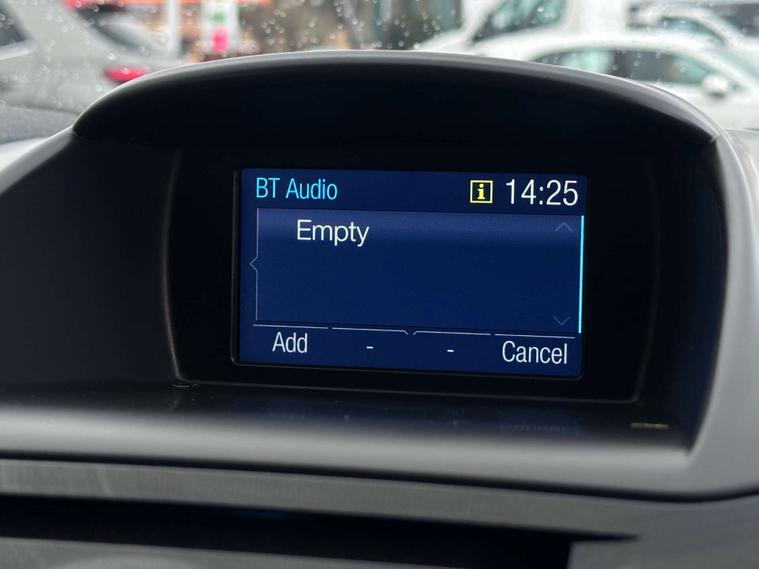 BT Audio i 14:25
Empty
Add - - Cancel